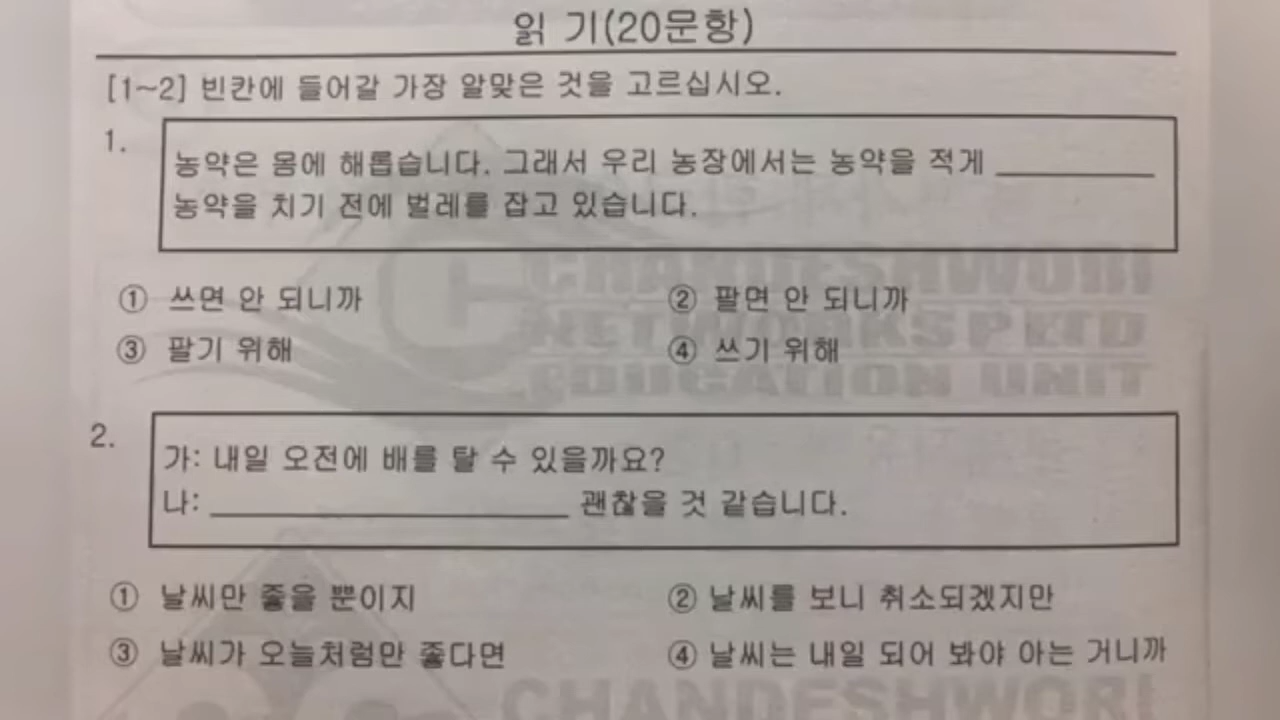 읽 기(20문항)
[1~2] 빈칸에 들어갈 가장 알맞은 것을 고르십시오.
1.
농약은 몸에 해롭습니다. 그래서 우리 농장에서는 농약을 적게 ________
농약을 치기 전에 벌레를 잡고 있습니다.
① 쓰면 안 되니까 ② 팔면 안 되니까
③ 팔기 위해 ④ 쓰기 위해
2.
가: 내일 오전에 배를 탈 수 있을까요?
나: ________________ 괜찮을 것 같습니다.
① 날씨만 좋을 뿐이지 ② 날씨를 보니 취소되겠지만
③ 날씨가 오늘처럼만 좋다면 ④ 날씨는 내일 되어 봐야 아는 거니까
CHANDESHWORI
NETWORKS P.LTD
EDUCATION UNIT
CHANDESHWORI